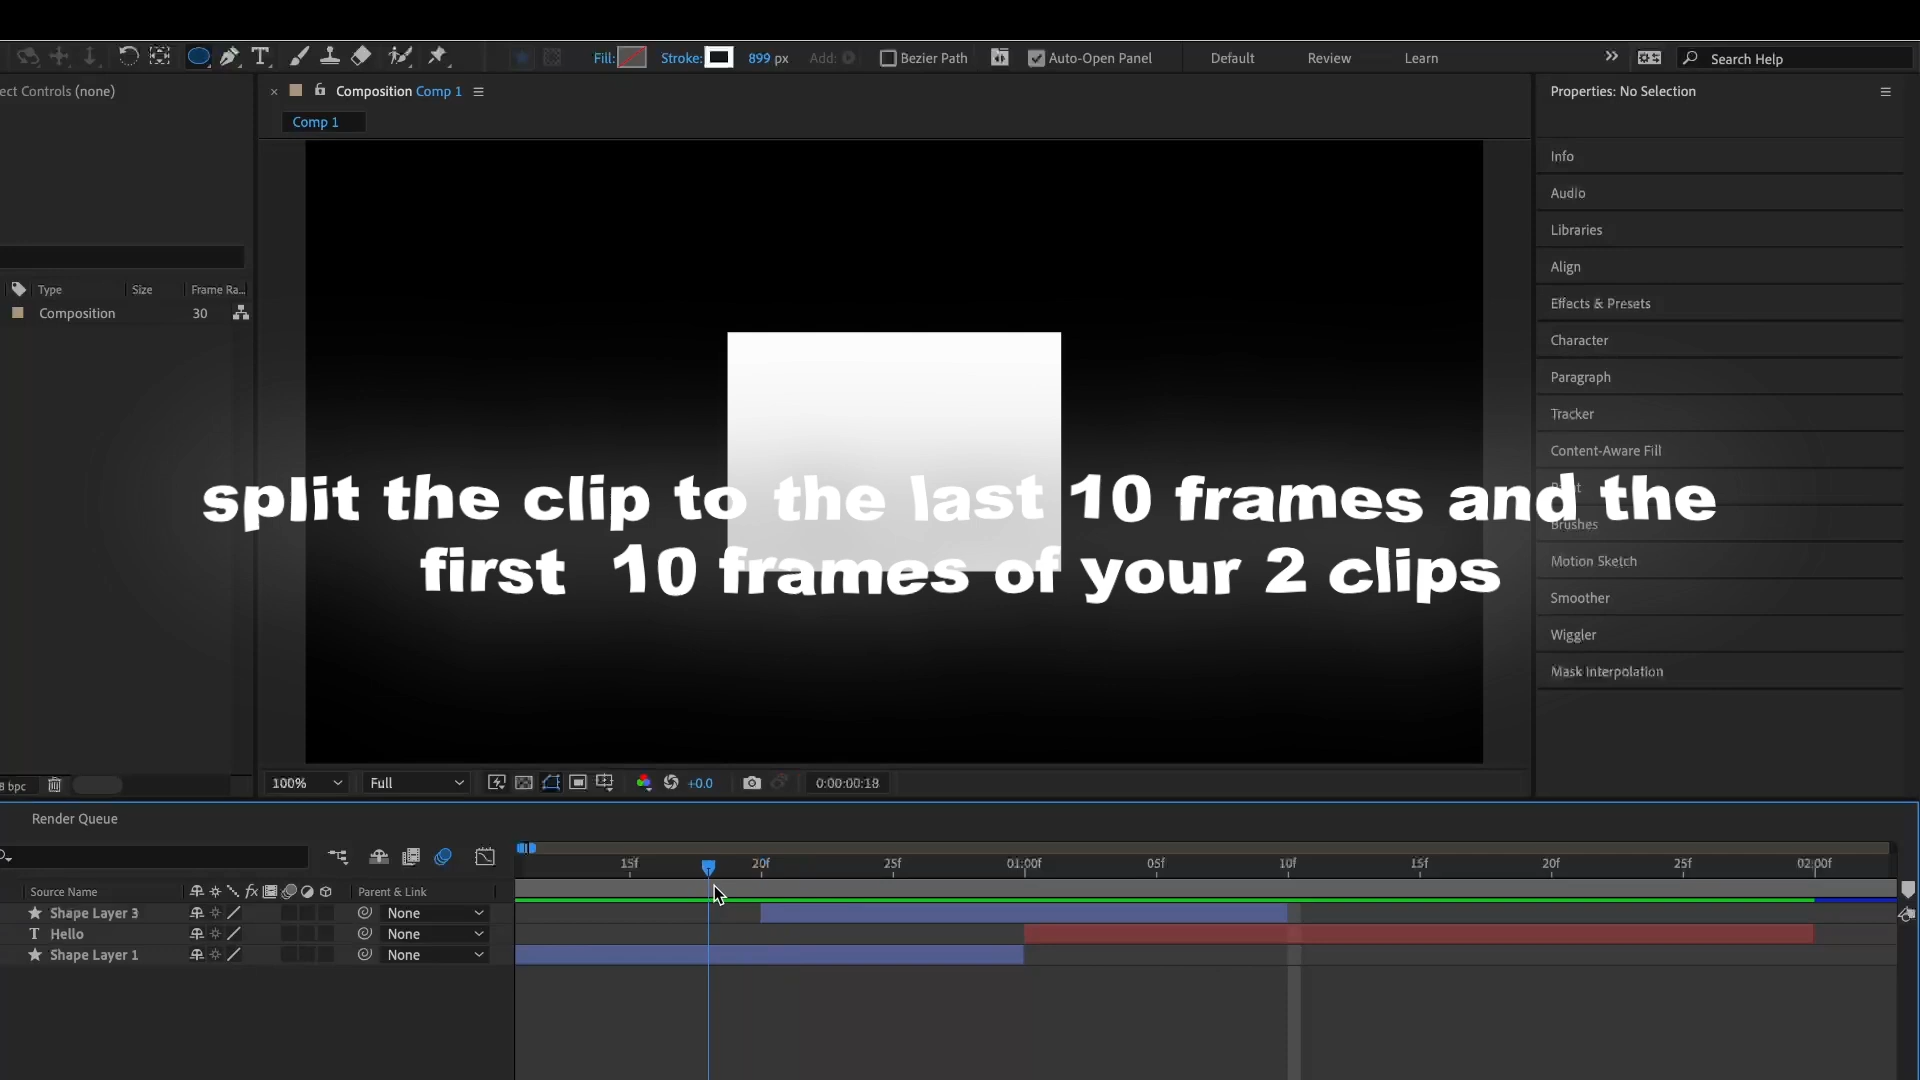 Fill:
Stroke:
899 px
Add:
Bezier Path
Auto-Open Panel
Default
Review
Learn
Search Help
ect Controls (none)
Composition Comp 1
Comp 1
Properties: No Selection
Info
Audio
Libraries
Align
Effects & Presets
Character
Paragraph
Tracker
Content-Aware Fill
Brushes
Motion Sketch
Smoother
Wiggler
Mask Interpolation
Type Size Frame Ra...
Composition 30
split the clip to the last 10 frames and the
first 10 frames of your 2 clips
8 bpc
100%
Full
+0.0
0:00:00:18
Render Queue
15f 20f 25f 01:00f 05f 10f 15f 20f 25f 02:00f
Source Name
fx
Parent & Link
Shape Layer 3 None
T Hello None
Shape Layer 1 None